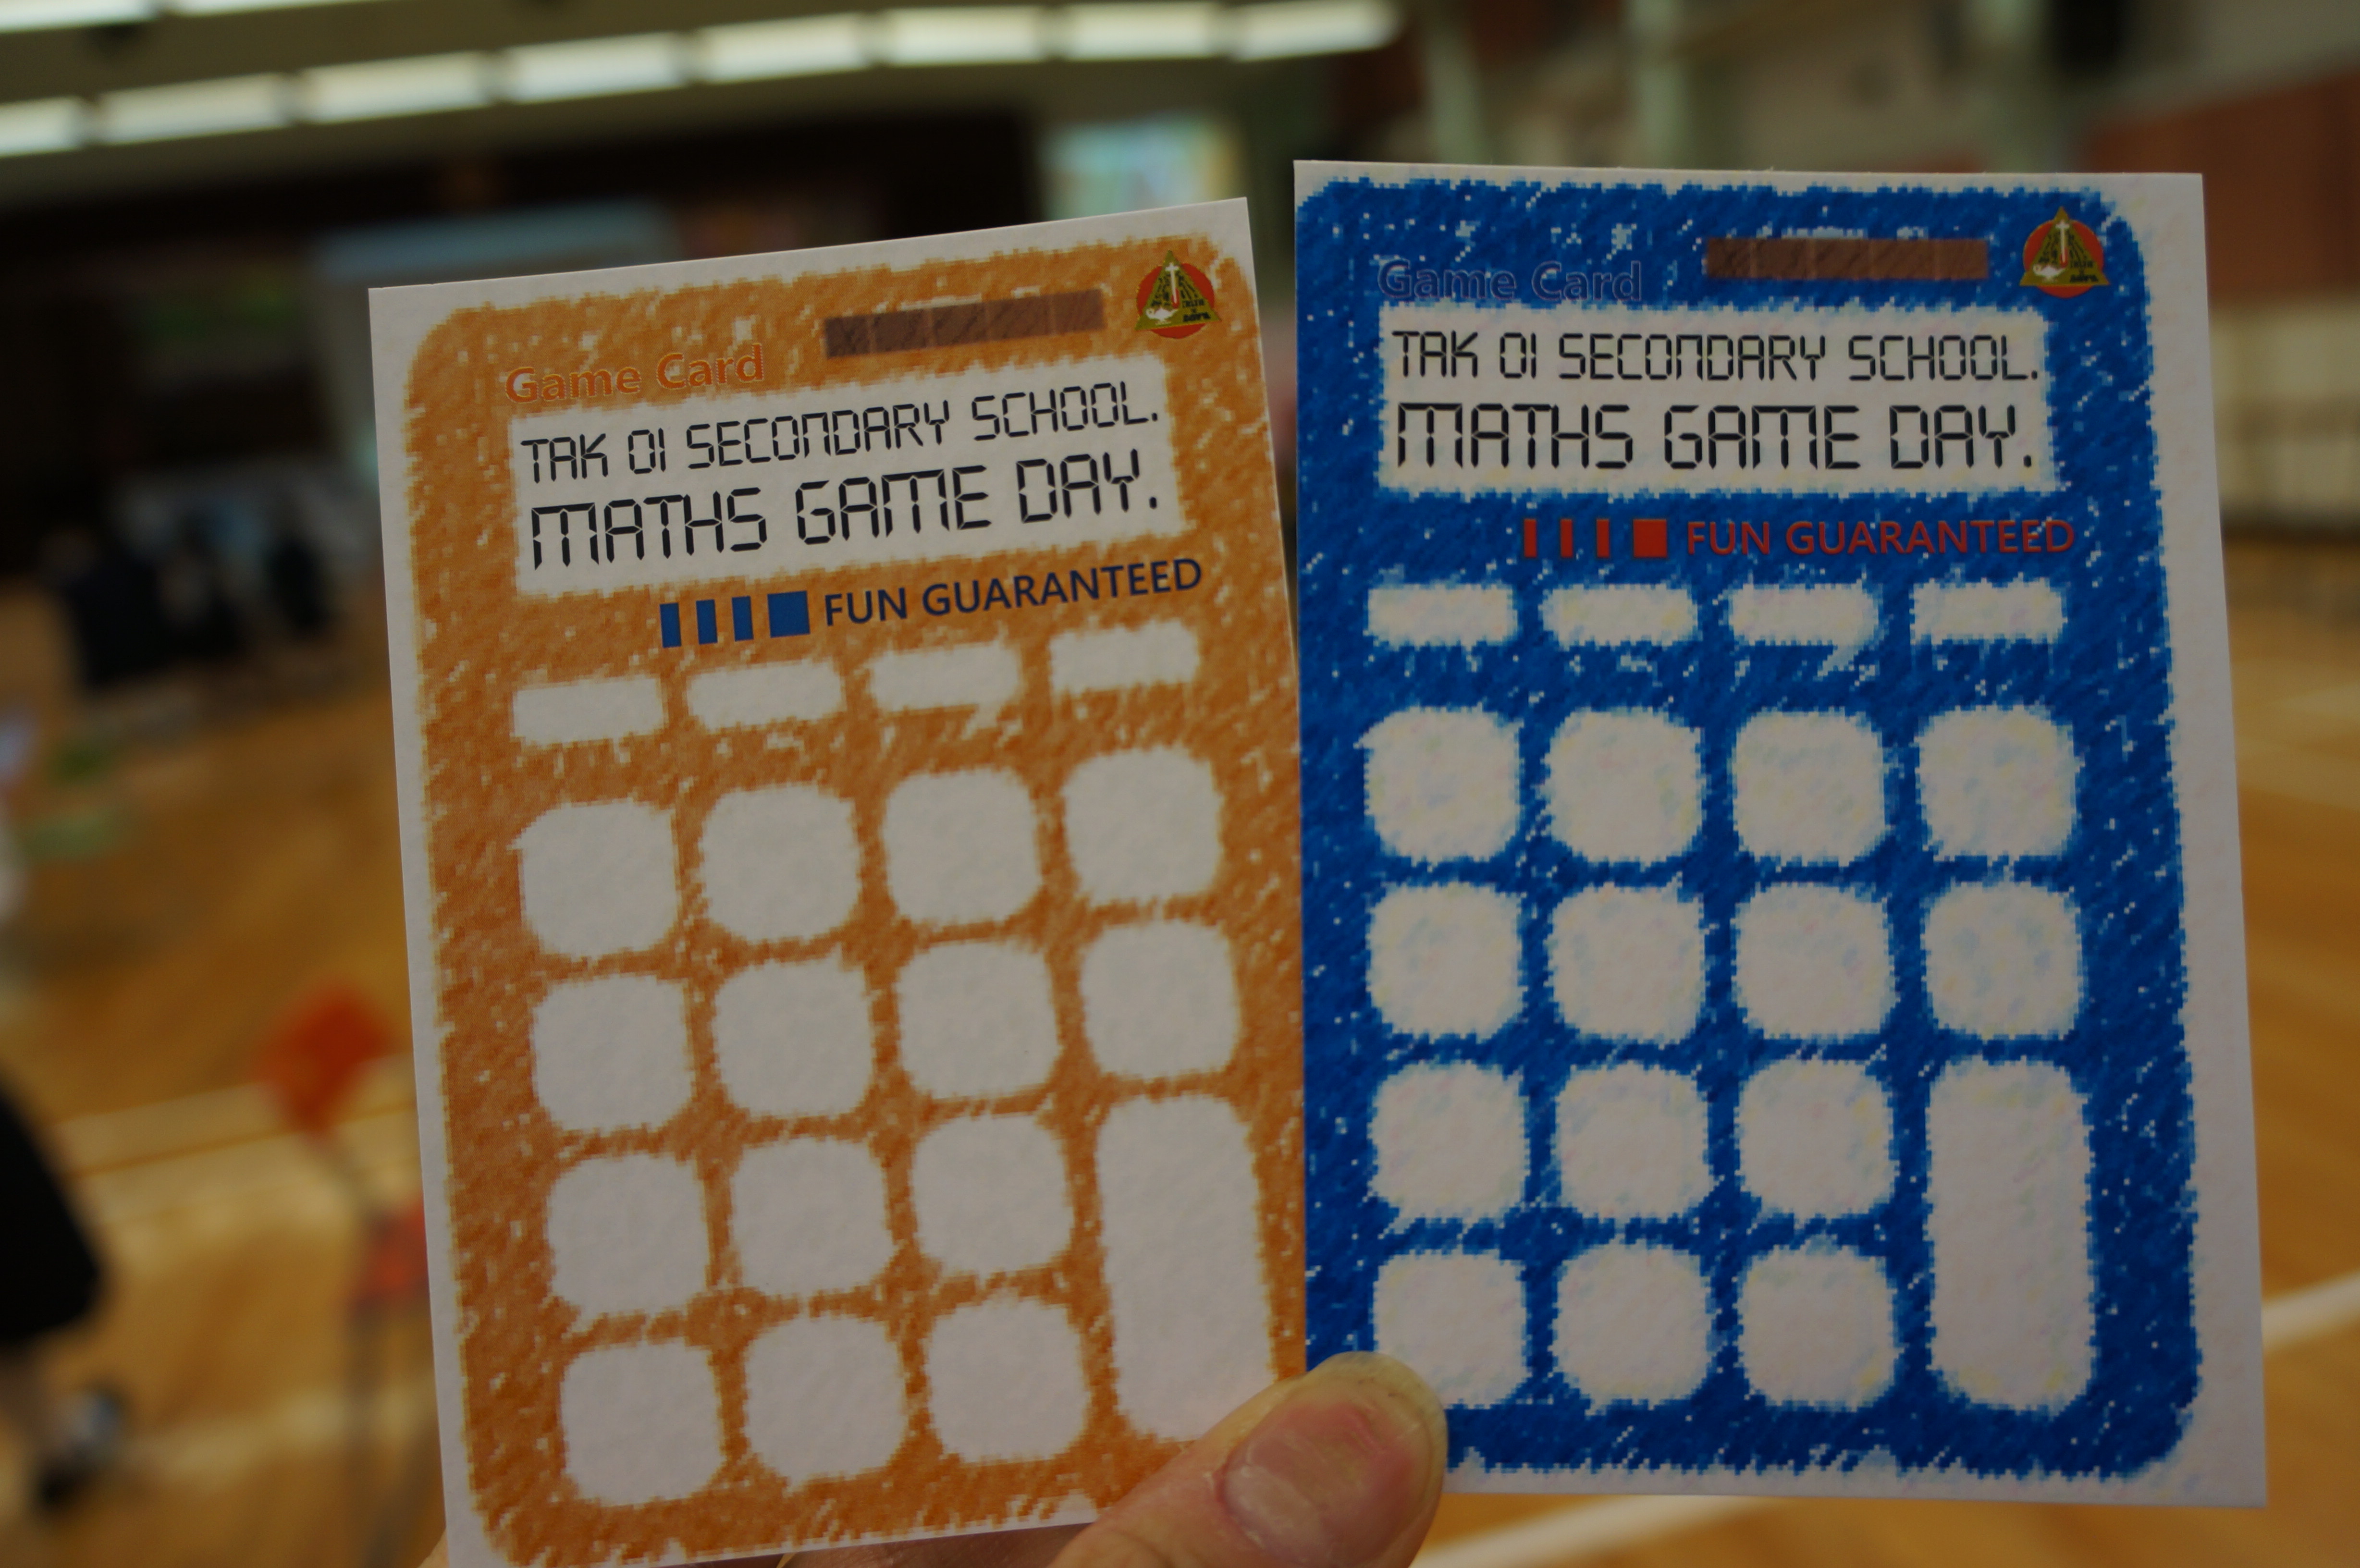 Game Card
TAK OI SECONDARY SCHOOL.
MATHS GAME DAY.
FUN GUARANTEED
Game Card
TAK OI SECONDARY SCHOOL.
MATHS GAME DAY.
FUN GUARANTEED